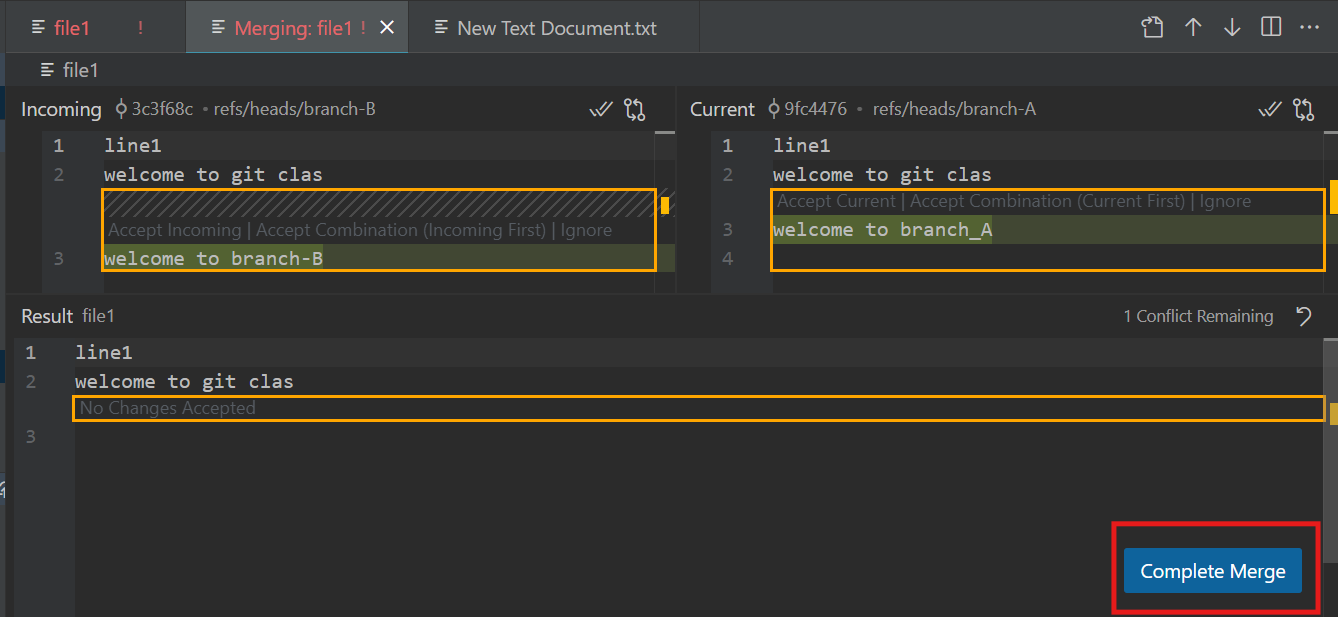 file1 !
Merging: file1 !
New Text Document.txt
file1
Incoming 3c3f68c • refs/heads/branch-B
1 line1
2 welcome to git clas
Accept Incoming | Accept Combination (Incoming First) | Ignore
3 welcome to branch-B
Current 9fc4476 • refs/heads/branch-A
1 line1
2 welcome to git clas
Accept Current | Accept Combination (Current First) | Ignore
3 welcome to branch_A
4
Result file1
1 Conflict Remaining
1 line1
2 welcome to git clas
No Changes Accepted
3
Complete Merge